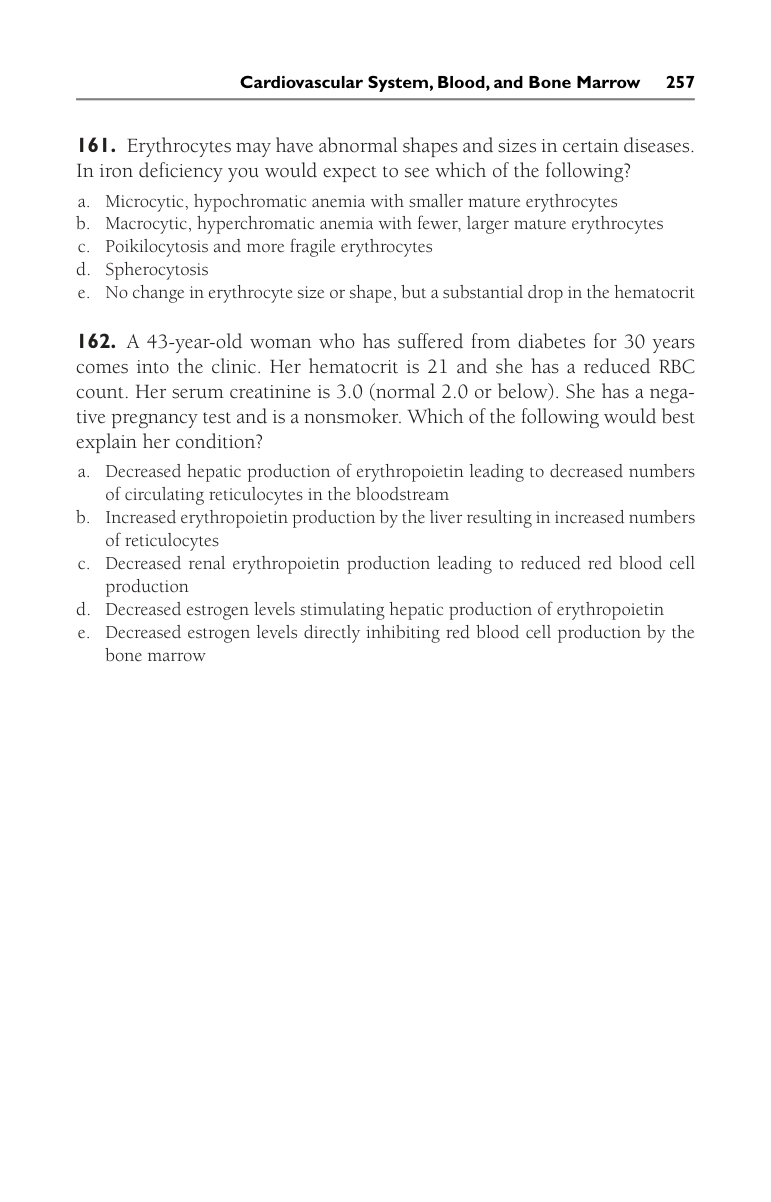 Cardiovascular System, Blood, and Bone Marrow 257
161. Erythrocytes may have abnormal shapes and sizes in certain diseases.
In iron deficiency you would expect to see which of the following?
a. Microcytic, hypochromatic anemia with smaller mature erythrocytes
b. Macrocytic, hyperchromatic anemia with fewer, larger mature erythrocytes
c. Poikilocytosis and more fragile erythrocytes
d. Spherocytosis
e. No change in erythrocyte size or shape, but a substantial drop in the hematocrit
162. A 43-year-old woman who has suffered from diabetes for 30 years
comes into the clinic. Her hematocrit is 21 and she has a reduced RBC
count. Her serum creatinine is 3.0 (normal 2.0 or below). She has a nega-
tive pregnancy test and is a nonsmoker. Which of the following would best
explain her condition?
a. Decreased hepatic production of erythropoietin leading to decreased numbers
of circulating reticulocytes in the bloodstream
b. Increased erythropoietin production by the liver resulting in increased numbers
of reticulocytes
c. Decreased renal erythropoietin production leading to reduced red blood cell
production
d. Decreased estrogen levels stimulating hepatic production of erythropoietin
e. Decreased estrogen levels directly inhibiting red blood cell production by the
bone marrow